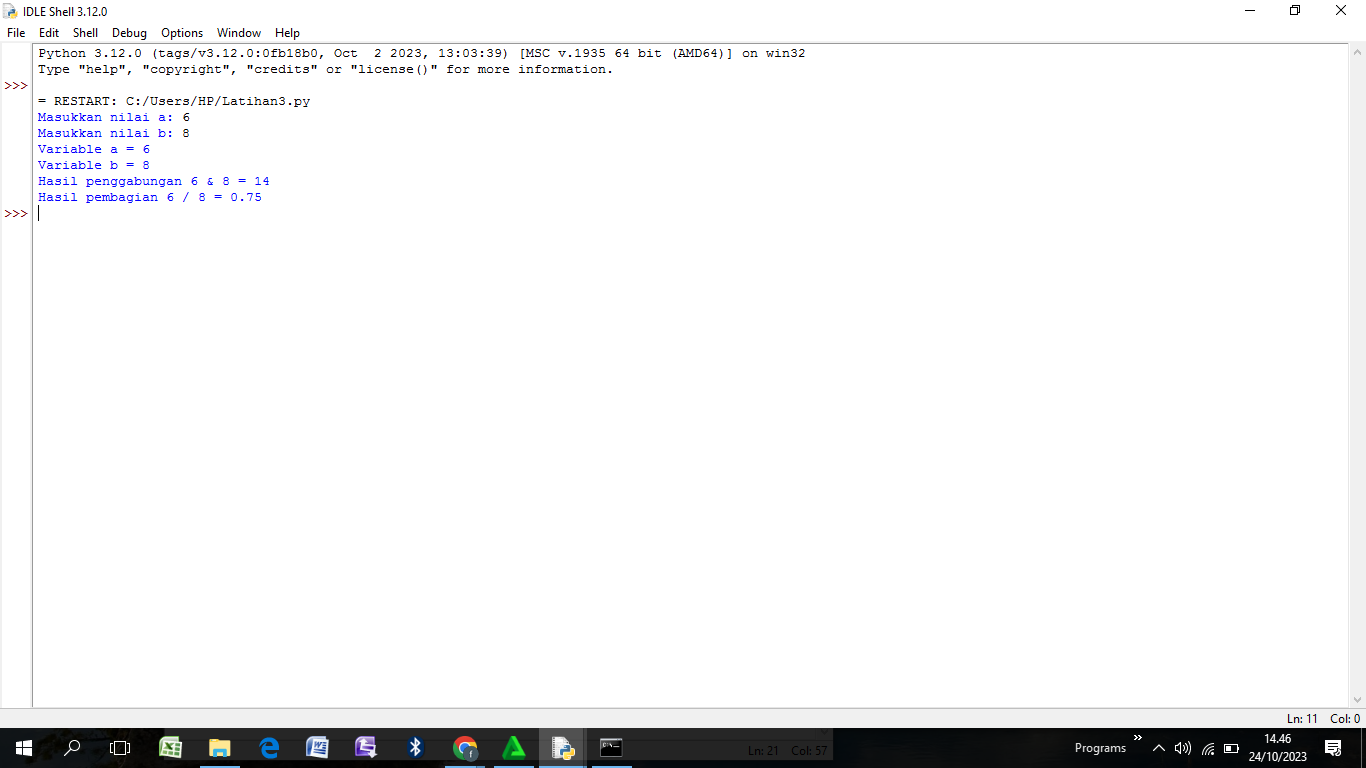 IDLE Shell 3.12.0
File Edit Shell Debug Options Window Help
Python 3.12.0 (tags/v3.12.0:0fb18b0, Oct  2 2023, 13:03:39) [MSC v.1935 64 bit (AMD64)] on win32
Type "help", "copyright", "credits" or "license()" for more information.
>>>
= RESTART: C:/Users/HP/Latihan3.py
Masukkan nilai a: 6
Masukkan nilai b: 8
Variable a = 6
Variable b = 8
Hasil penggabungan 6 & 8 = 14
Hasil pembagian 6 / 8 = 0.75
>>>
Ln: 11 Col: 0
Ln: 21 Col: 57
Programs
14.46
24/10/2023